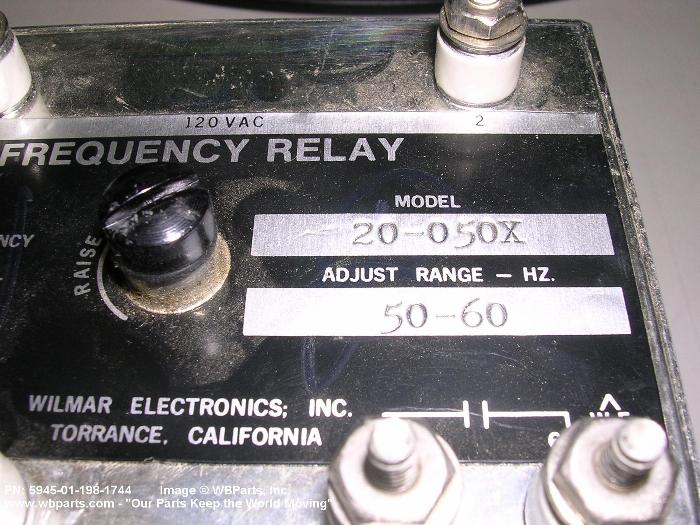 120 VAC 2
FREQUENCY RELAY
MODEL
20-050X
RAISE
ADJUST RANGE — HZ.
50-60
WILMAR ELECTRONICS, INC.
TORRANCE, CALIFORNIA
6
PN: 5945-01-198-1744 Image © WBParts, Inc
www.wbparts.com - "Our Parts Keep the World Moving"